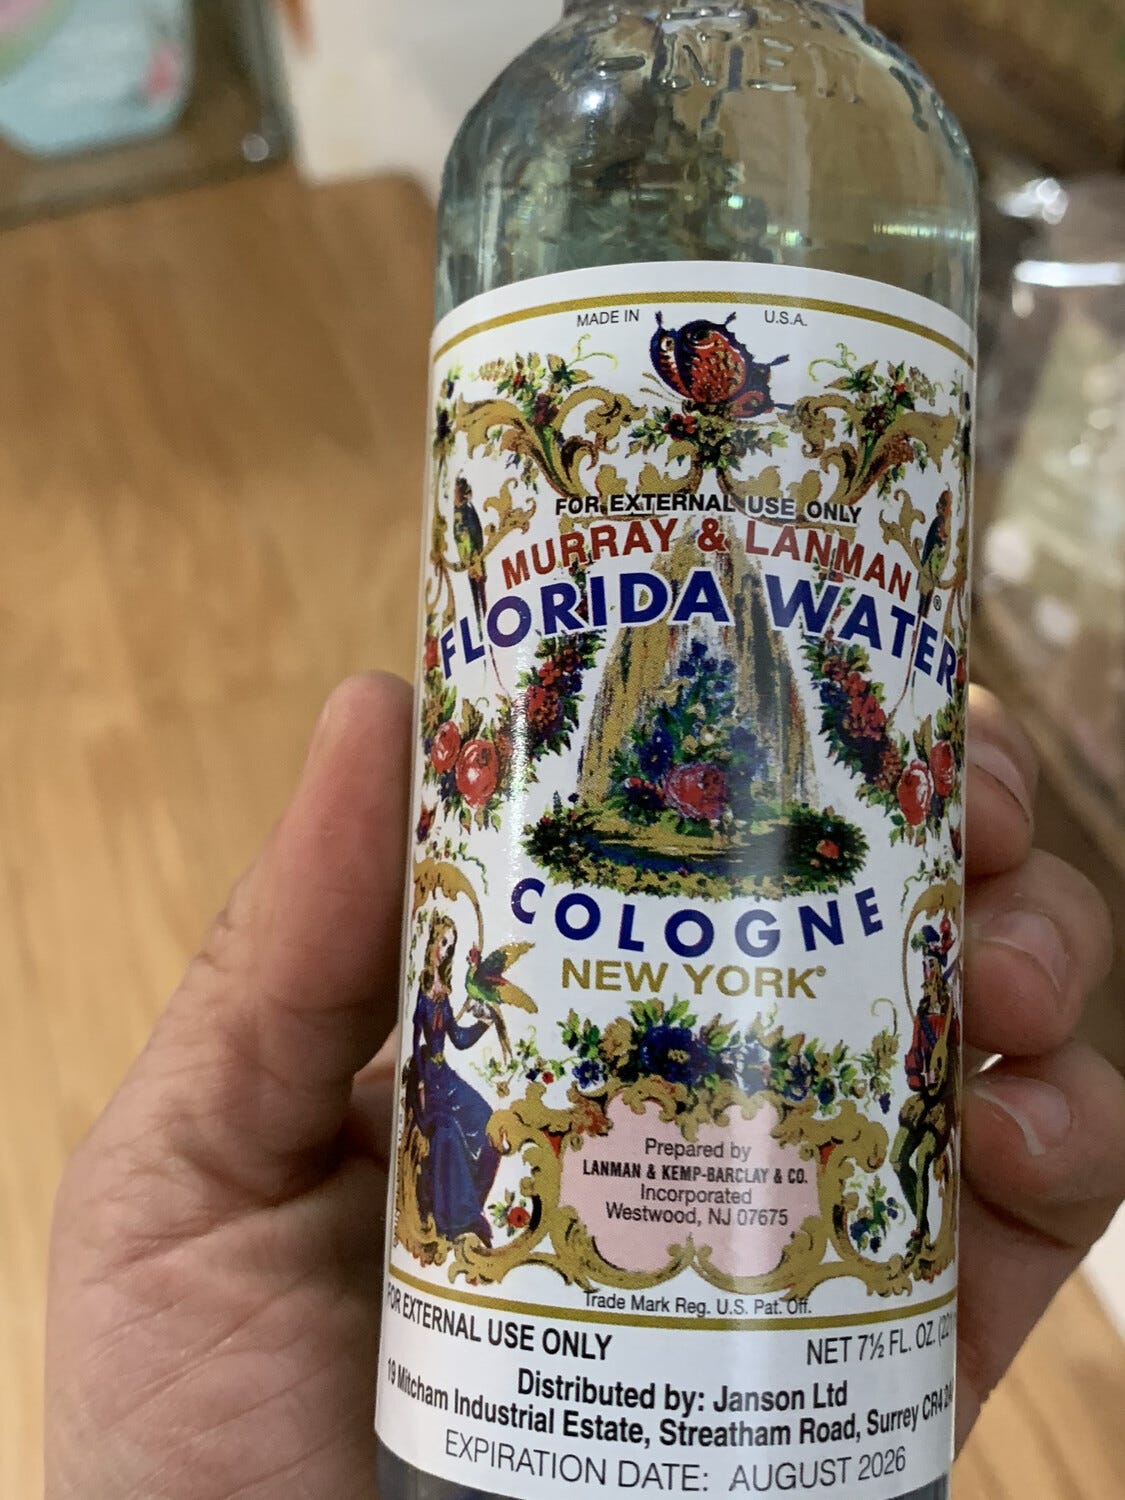 MADE IN U.S.A.
FOR EXTERNAL USE ONLY
MURRAY & LANMAN
FLORIDA WATER®
COLOGNE
NEW YORK®
Prepared by
LANMAN & KEMP-BARCLAY & CO.
Incorporated
Westwood, NJ 07675
Trade Mark Reg. U.S. Pat. Off.
FOR EXTERNAL USE ONLY
NET 7½ FL. OZ.
Distributed by: Janson Ltd
19 Mitcham Industrial Estate, Streatham Road, Surrey CR4
EXPIRATION DATE: AUGUST 2026